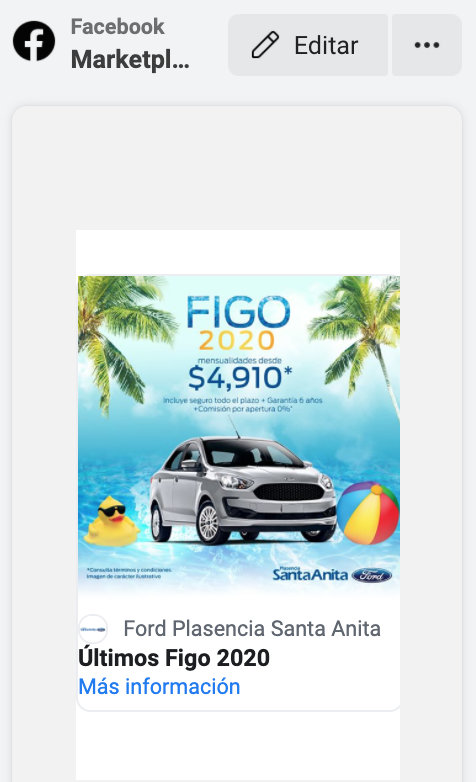 Facebook
Marketpl...
Editar
FIGO
2020
mensualidades desde
$4,910*
Incluye seguro todo el plazo + Garantía 6 años
+Comisión por apertura 0%*
*Consulta términos y condiciones.
Imagen de carácter ilustrativo
Plasencia
SantaAnita
Ford
Ford Plasencia Santa Anita
Últimos Figo 2020
Más información